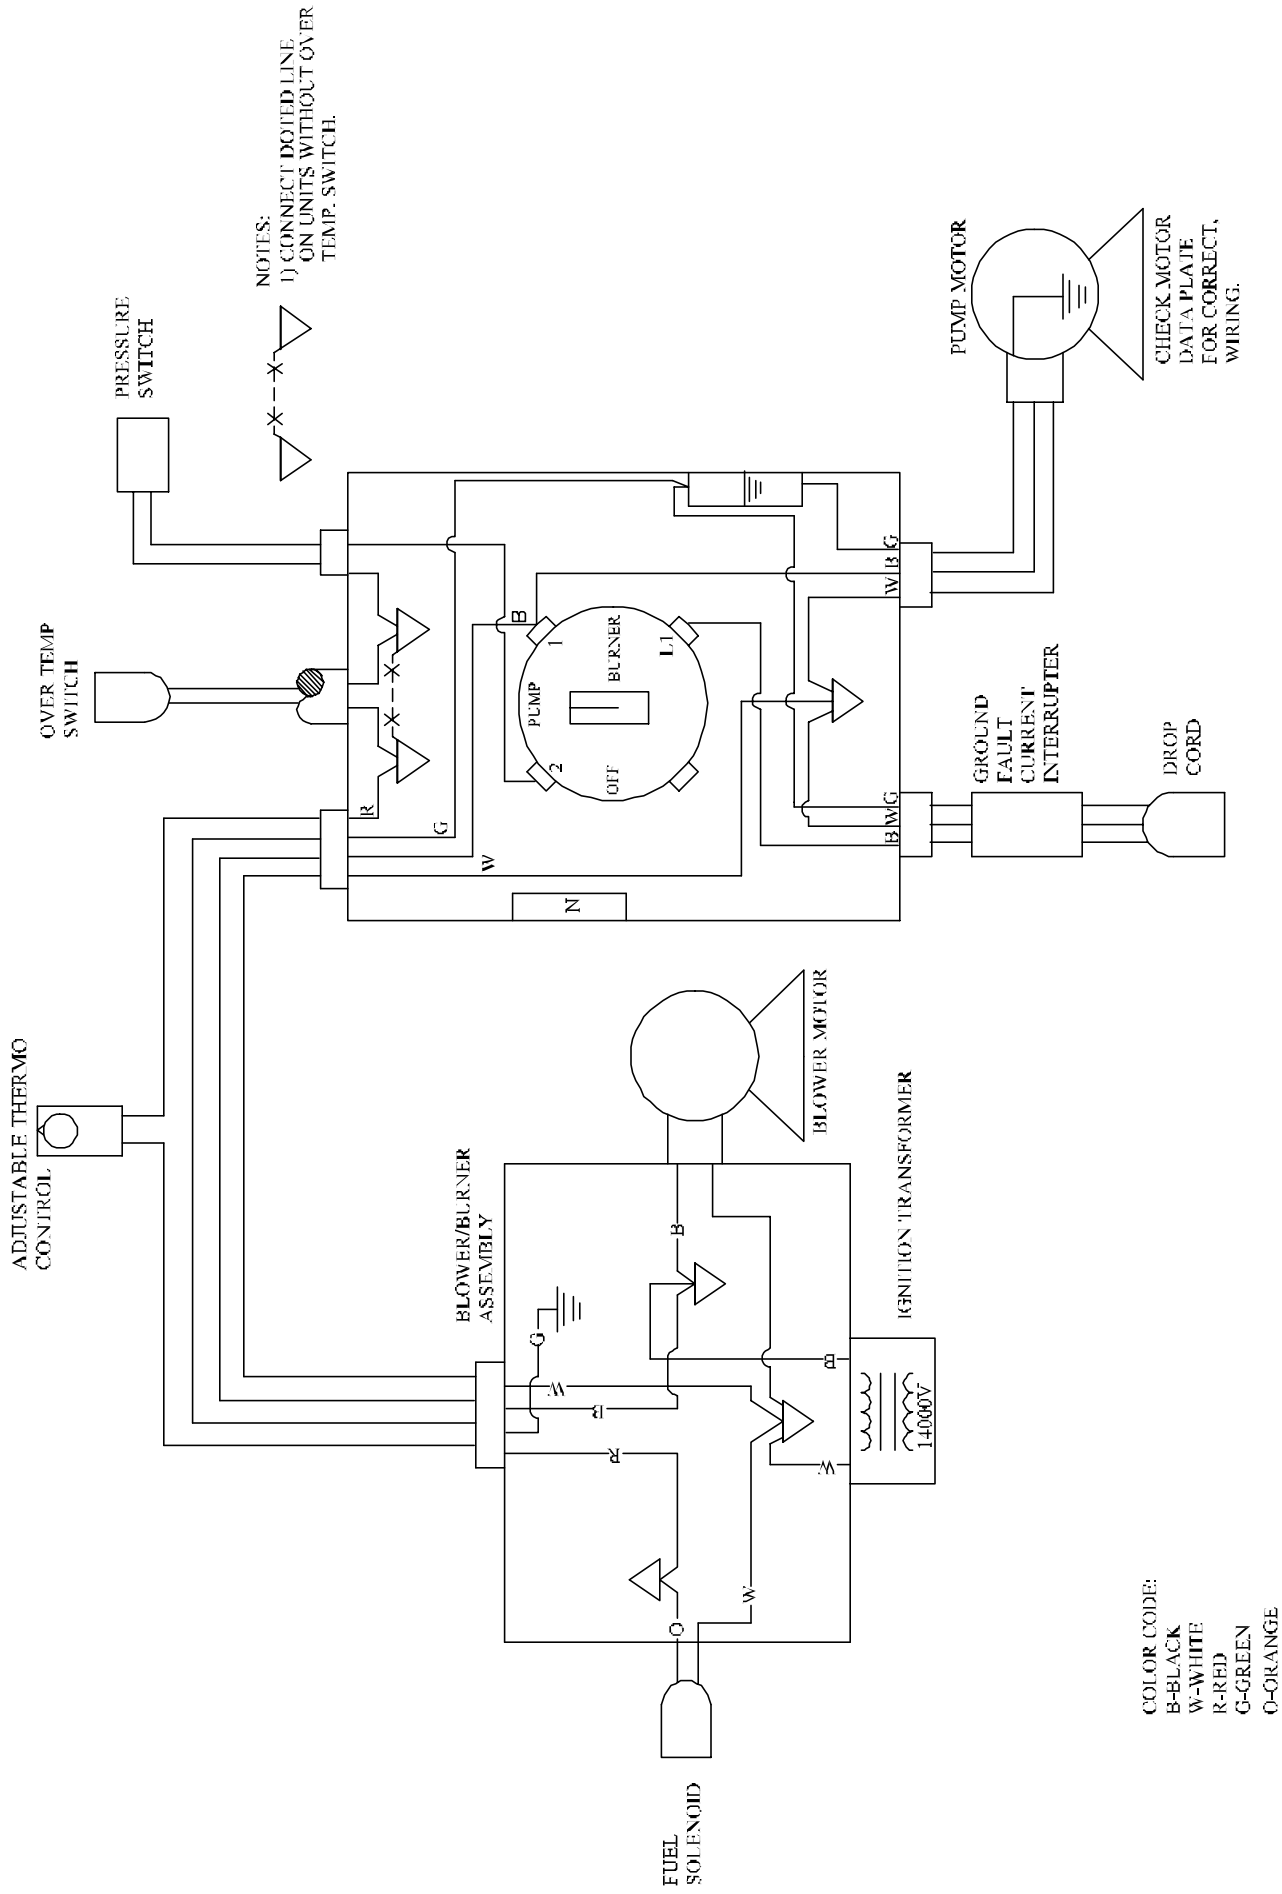 ADJUSTABLE THERMO
CONTROL
OVER TEMP
SWITCH
PRESSURE
SWITCH
NOTES:
1) CONNECT DOTED LINE
ON UNITS WITHOUT OVER
TEMP. SWITCH.
R
G
W
B
N
1
2
L1
PUMP
BURNER
OFF
B
W
G
W
B
G
PUMP MOTOR
CHECK MOTOR
DATA PLATE
FOR CORRECT,
WIRING.
GROUND
FAULT
CURRENT
INTERRUPTER
DROP
CORD
BLOWER/BURNER
ASSEMBLY
BLOWER MOTOR
IGNITION TRANSFORMER
14000V
G
W
B
R
B
B
W
W
O
FUEL
SOLENOID
COLOR CODE:
B-BLACK
W-WHITE
R-RED
G-GREEN
O-ORANGE